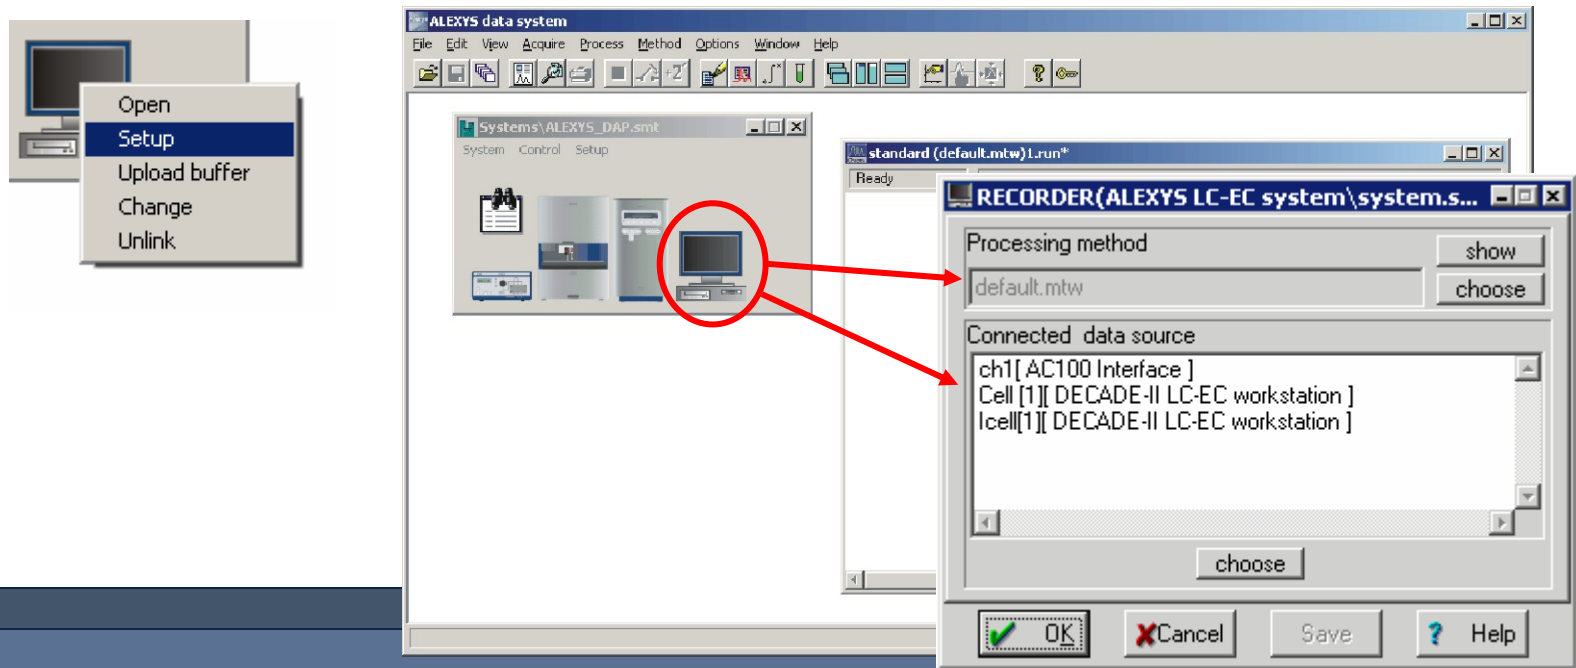 Open
Setup
Upload buffer
Change
Unlink
ALEXYS data system
File Edit View Acquire Process Method Options Window Help
Systems\ALEXYS_DAP.smt
System Control Setup
standard (default.mtw)1.run*
Ready
RECORDER(ALEXYS LC-EC system\system.s...
Processing method
show
default.mtw
choose
Connected data source
ch1[ AC100 Interface ]
Cell [1][ DECADE-II LC-EC workstation ]
Icell[1][ DECADE-II LC-EC workstation ]
choose
OK Cancel Save Help